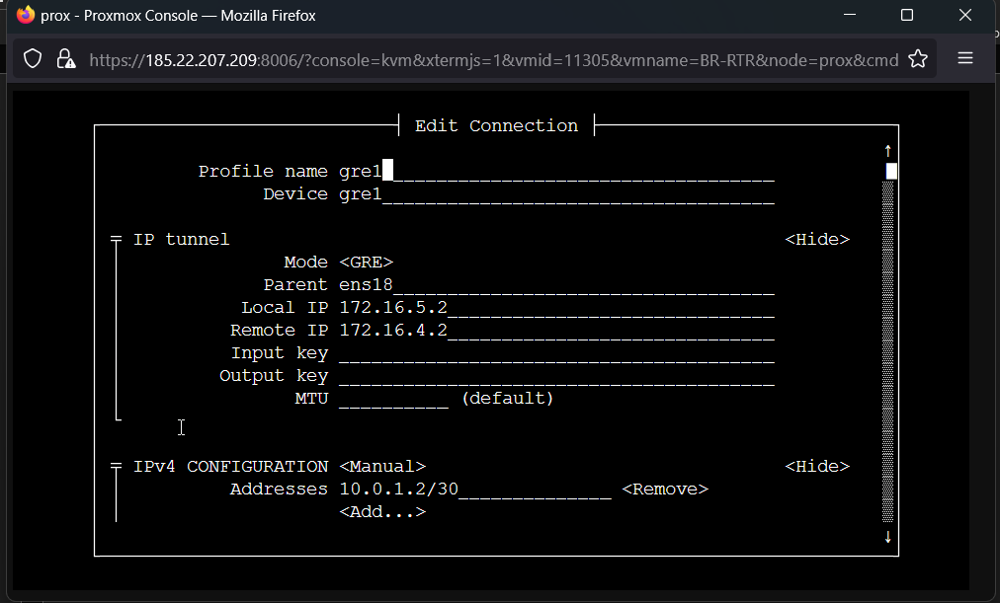 prox - Proxmox Console — Mozilla Firefox
https://185.22.207.209:8006/?console=kvm&xtermjs=1&vmid=11305&vmname=BR-RTR&node=prox&cmd
Edit Connection
Profile name gre1
Device gre1
IP tunnel <Hide>
Mode <GRE>
Parent ens18
Local IP 172.16.5.2
Remote IP 172.16.4.2
Input key
Output key
MTU (default)
IPv4 CONFIGURATION <Manual> <Hide>
Addresses 10.0.1.2/30 <Remove>
<Add...>